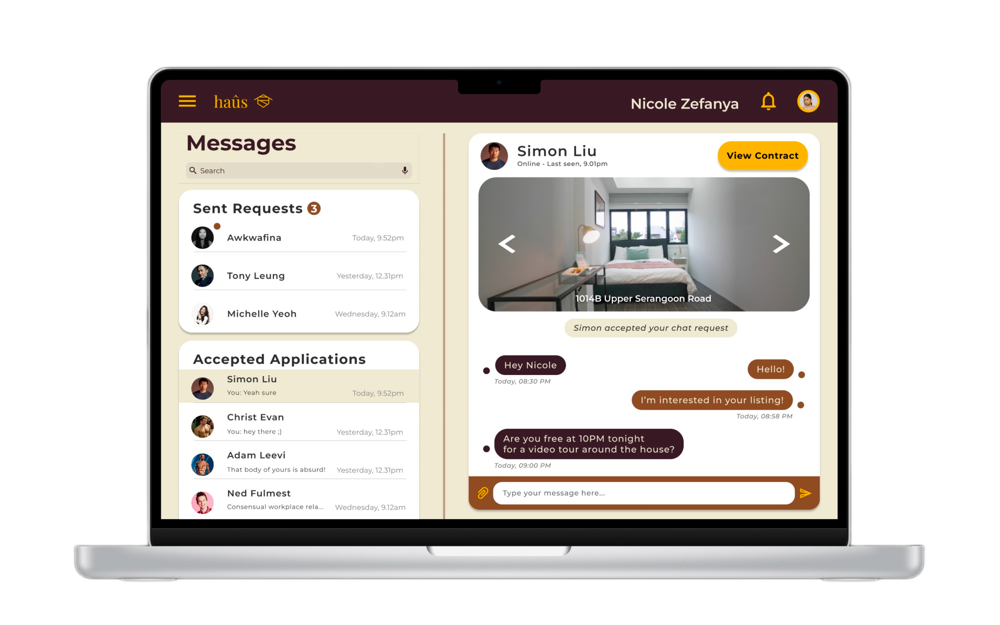 haûs
Nicole Zefanya
Messages
Search
Sent Requests 3
Awkwafina
Today, 9.52pm
Tony Leung
Yesterday, 12.31pm
Michelle Yeoh
Wednesday, 9.12am
Accepted Applications
Simon Liu
You: Yeah sure
Today, 9.52pm
Christ Evan
You: hey there ;)
Yesterday, 12.31pm
Adam Leevi
That body of yours is absurd!
Yesterday, 12.31pm
Ned Fulmest
Consensual workplace rela...
Wednesday, 9.12am
Simon Liu
Online - Last seen, 9.01pm
View Contract
1014B Upper Serangoon Road
Simon accepted your chat request
Hey Nicole
Today, 08:30 PM
Hello!
I'm interested in your listing!
Today, 08:58 PM
Are you free at 10PM tonight
for a video tour around the house?
Today, 09:00 PM
Type your message here...